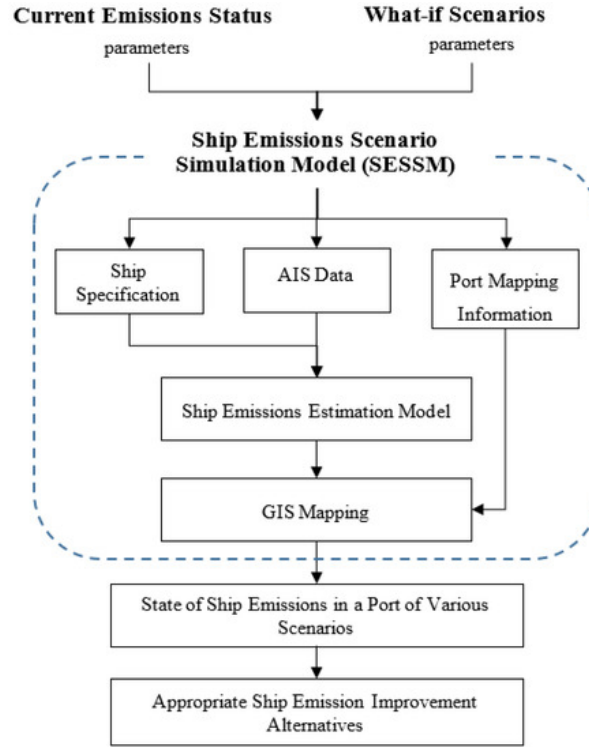 Current Emissions Status
What-if Scenarios
parameters
parameters
Ship Emissions Scenario
Simulation Model (SESSM)
Ship
Specification
AIS Data
Port Mapping
Information
Ship Emissions Estimation Model
GIS Mapping
State of Ship Emissions in a Port of Various
Scenarios
Appropriate Ship Emission Improvement
Alternatives